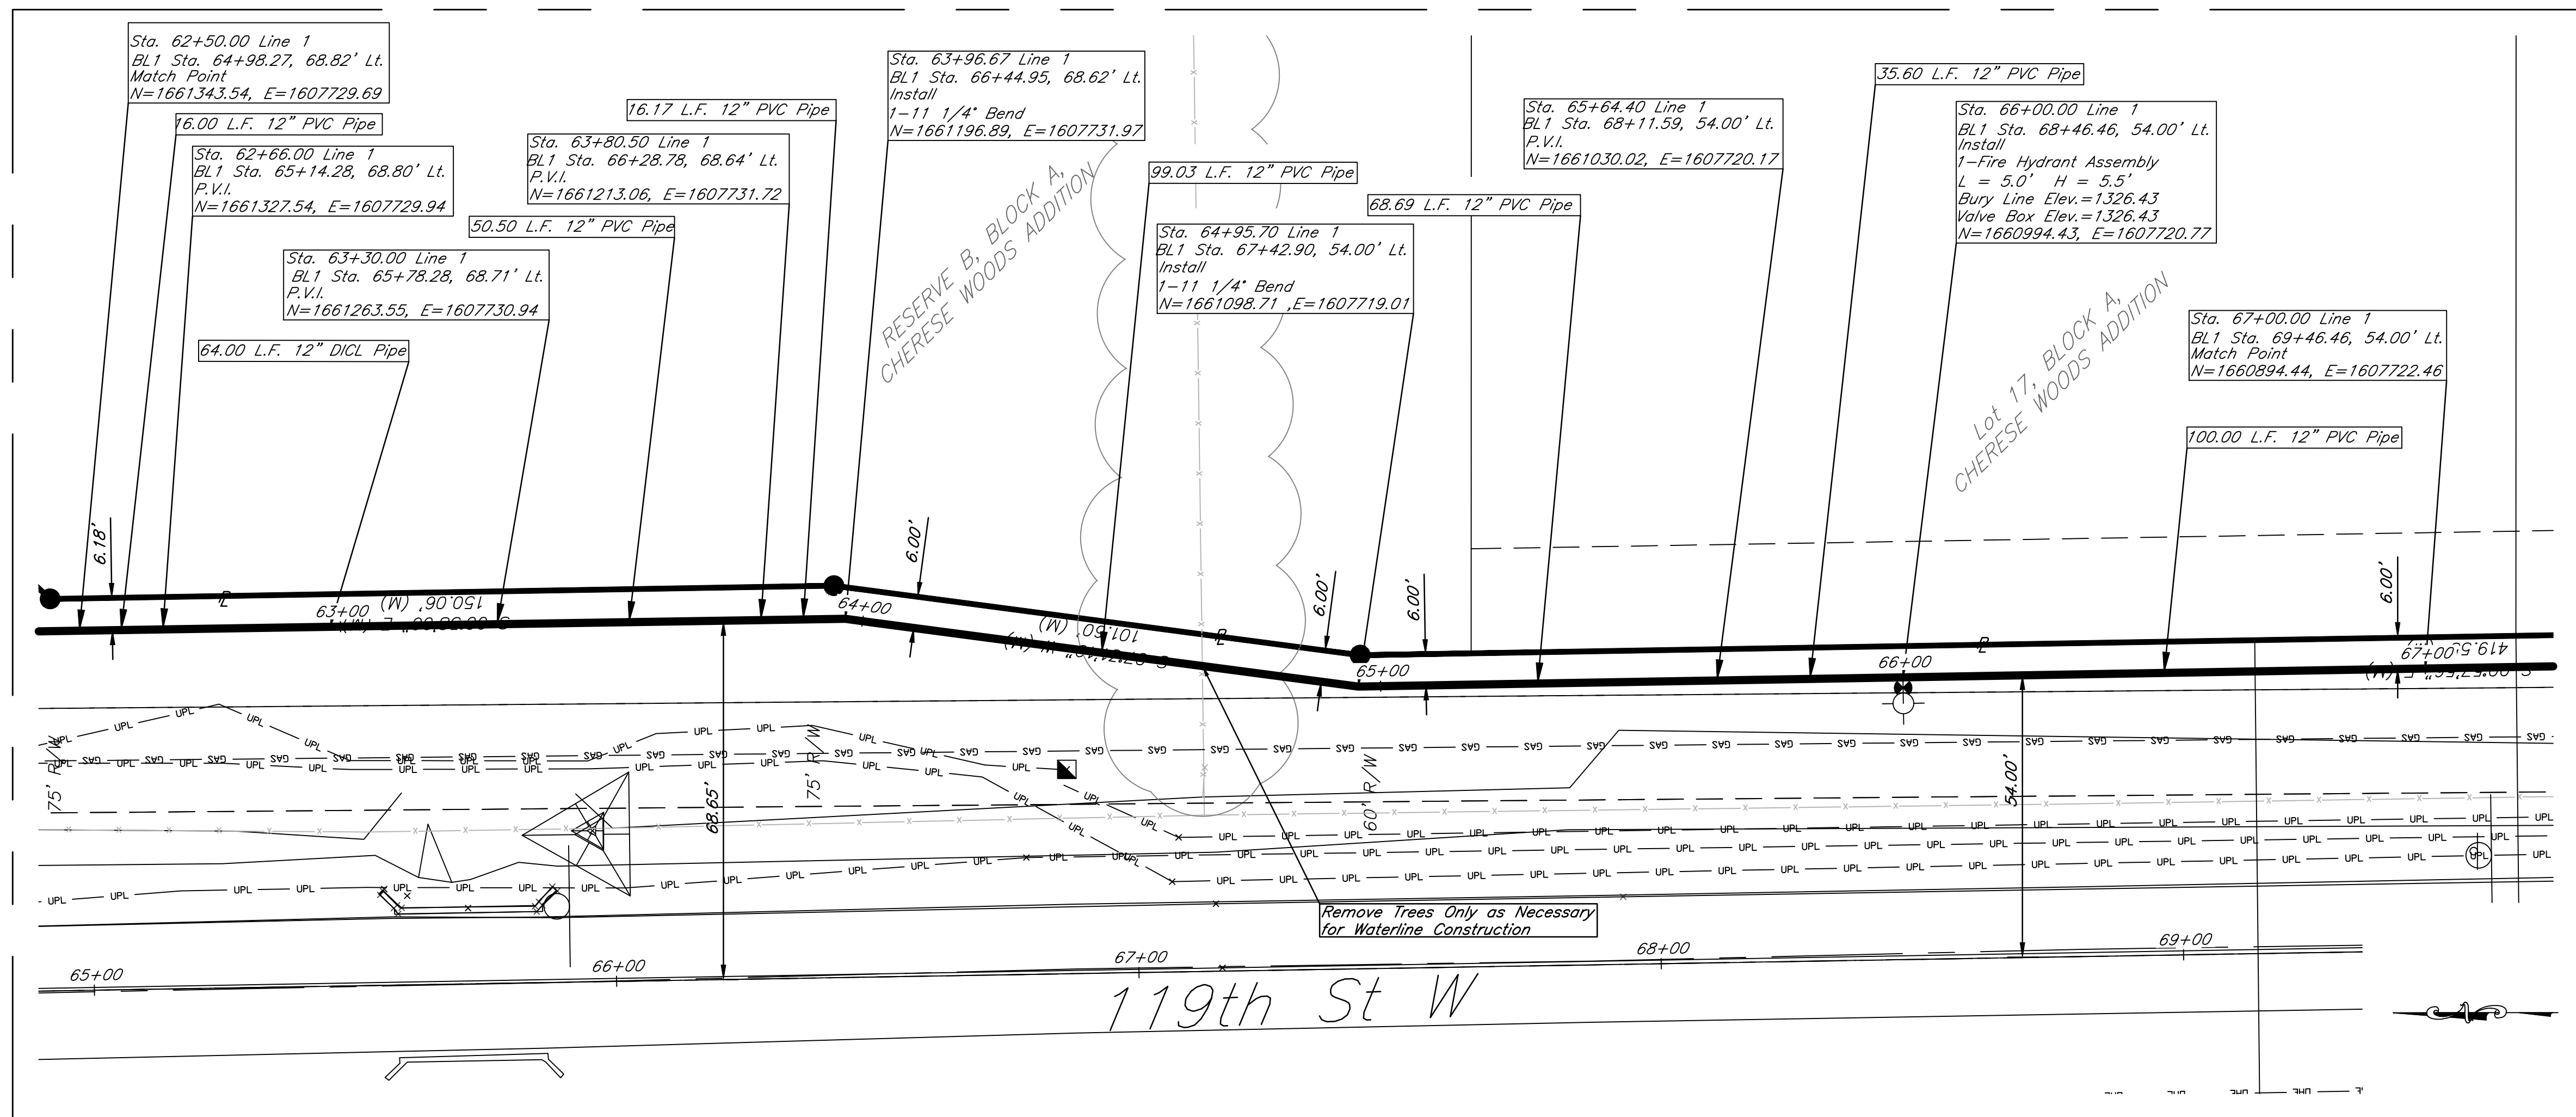 Sta. 62+50.00 Line 1
BL1 Sta. 64+98.27, 68.82' Lt.
Match Point
N=1661343.54, E=1607729.69
16.00 L.F. 12" PVC Pipe
Sta. 62+66.00 Line 1
BL1 Sta. 65+14.28, 68.80' Lt.
P.V.I.
N=1661327.54, E=1607729.94
Sta. 63+30.00 Line 1
BL1 Sta. 65+78.28, 68.71' Lt.
P.V.I.
N=1661263.55, E=1607730.94
64.00 L.F. 12" DICL Pipe
50.50 L.F. 12" PVC Pipe
Sta. 63+80.50 Line 1
BL1 Sta. 66+28.78, 68.64' Lt.
P.V.I.
N=1661213.06, E=1607731.72
16.17 L.F. 12" PVC Pipe
Sta. 63+96.67 Line 1
BL1 Sta. 66+44.95, 68.62' Lt.
Install
1-11 1/4° Bend
N=1661196.89, E=1607731.97
RESERVE B, BLOCK A,
CHERESE WOODS ADDITION
99.03 L.F. 12" PVC Pipe
Sta. 64+95.70 Line 1
BL1 Sta. 67+42.90, 54.00' Lt.
Install
1-11 1/4° Bend
N=1661098.71 ,E=1607719.01
68.69 L.F. 12" PVC Pipe
Sta. 65+64.40 Line 1
BL1 Sta. 68+11.59, 54.00' Lt.
P.V.I.
N=1661030.02, E=1607720.17
35.60 L.F. 12" PVC Pipe
Sta. 66+00.00 Line 1
BL1 Sta. 68+46.46, 54.00' Lt.
Install
1-Fire Hydrant Assembly
L = 5.0' H = 5.5'
Bury Line Elev.=1326.43
Valve Box Elev.=1326.43
N=1660994.43, E=1607720.77
Lot 17, BLOCK A,
CHERESE WOODS ADDITION
Sta. 67+00.00 Line 1
BL1 Sta. 69+46.46, 54.00' Lt.
Match Point
N=1660894.44, E=1607722.46
100.00 L.F. 12" PVC Pipe
6.18'
6.00'
6.00'
6.00'
6.00'
63+00
150.06' (M)
64+00
101.60' (M)
65+00
66+00
67+00
68.65'
54.00'
75' R/W
75' R/W
60' R/W
UPL
GAS
Remove Trees Only as Necessary
for Waterline Construction
65+00
66+00
67+00
68+00
69+00
119th St W
OHE OHE OHE OHE